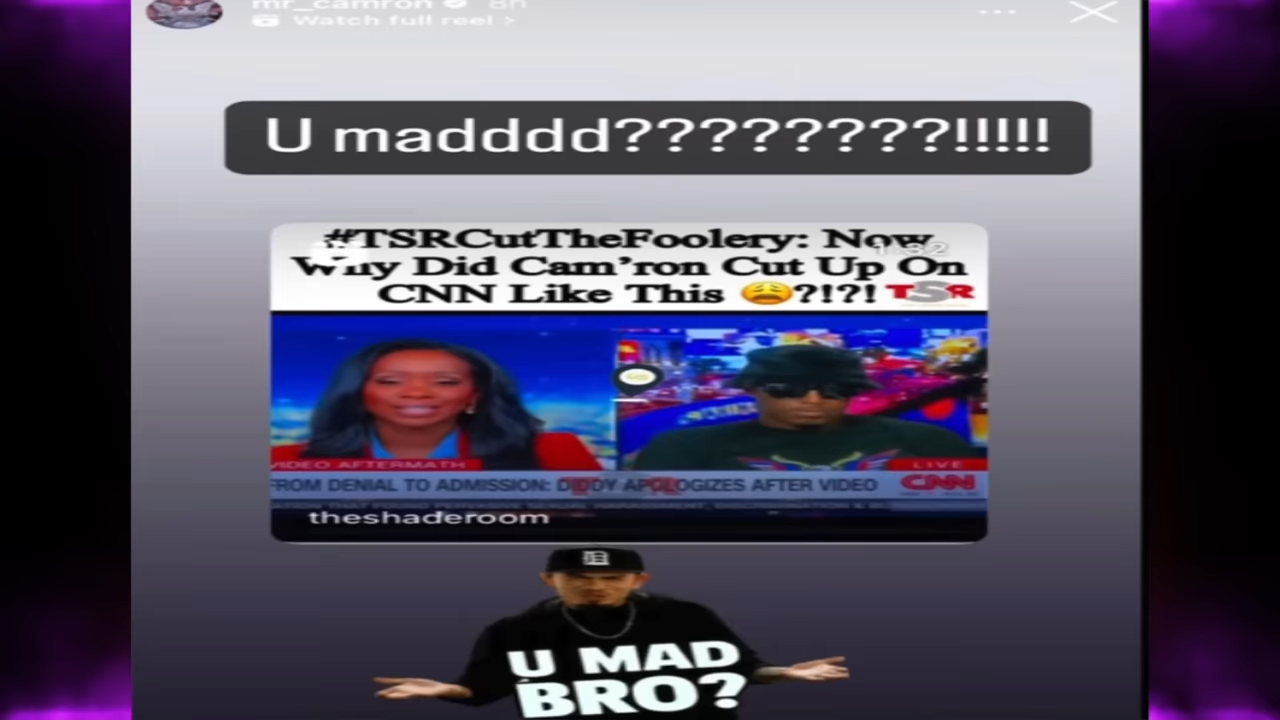 mr_camron 8h
Watch full reel >
U madddd????????!!!!!
#TSRCutTheFoolery: Now
Why Did Cam'ron Cut Up On
CNN Like This 😩?!?! TSR
VIDEO AFTERMATH
LIVE
FROM DENIAL TO ADMISSION: DIDDY APOLOGIZES AFTER VIDEO
CNN
theshaderoom
U MAD
BRO?